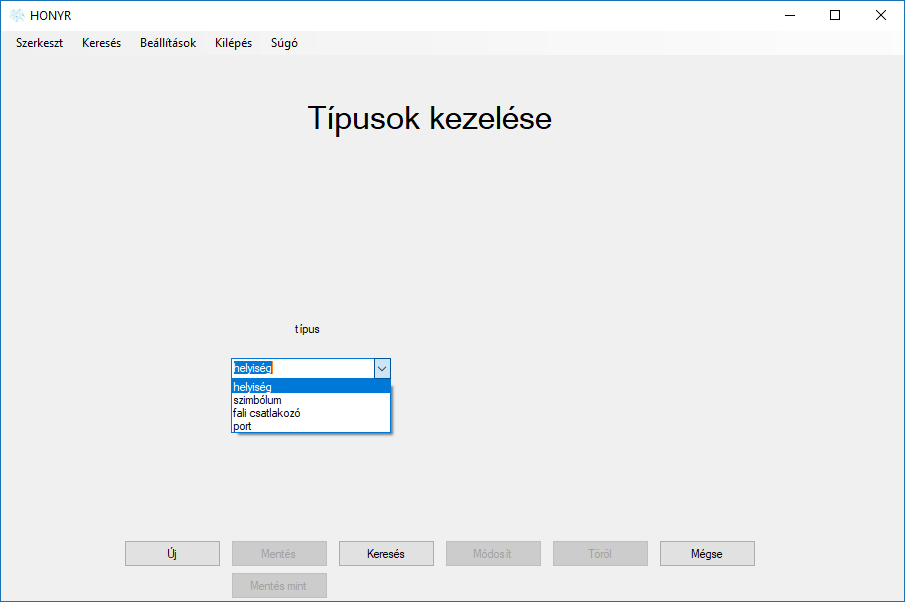 HONYR
Szerkeszt Keresés Beállítások Kilépés Súgó
Típusok kezelése
típus
helyiség
helyiség
szimbólum
fali csatlakozó
port
Új Mentés Keresés Módosít Töröl Mégse
Mentés mint